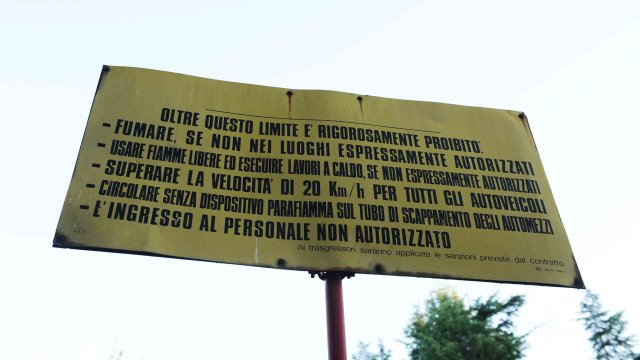 OLTRE QUESTO LIMITE E' RIGOROSAMENTE PROIBITO:
- FUMARE, SE NON NEI LUOGHI ESPRESSAMENTE AUTORIZZATI
- USARE FIAMME LIBERE ED ESEGUIRE LAVORI A CALDO, SE NON ESPRESSAMENTE AUTORIZZATI
- SUPERARE LA VELOCITA' DI 20 Km/h PER TUTTI GLI AUTOVEICOLI
- CIRCOLARE SENZA DISPOSITIVO PARAFIAMMA SUL TUBO DI SCAPPAMENTO DEGLI AUTOMEZZI
- L'INGRESSO AL PERSONALE NON AUTORIZZATO
Ai trasgressori saranno applicate le sanzioni previste dal contratto